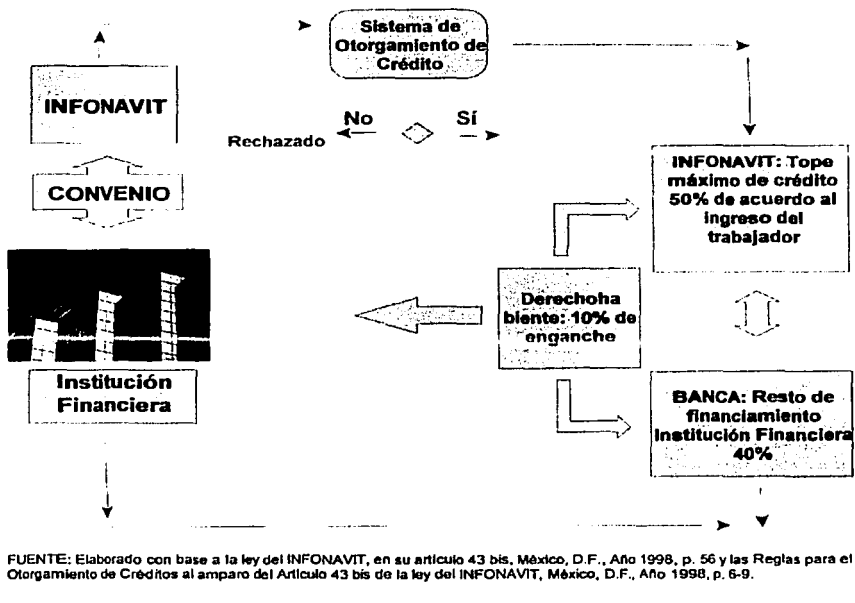 Sistema de
Otorgamiento de
Crédito
INFONAVIT
No
Sí
Rechazado
CONVENIO
INFONAVIT: Tope
máximo de crédito
50% de acuerdo al
ingreso del
trabajador
Derechoha
biente: 10% de
enganche
Institución
Financiera
BANCA: Resto de
financiamiento
Institución Financiera
40%
FUENTE: Elaborado con base a la ley del INFONAVIT, en su artículo 43 bis, México, D.F., Año 1998, p. 56 y las Reglas para el
Otorgamiento de Créditos al amparo del Artículo 43 bis de la ley del INFONAVIT, México, D.F., Año 1998, p. 6-9.